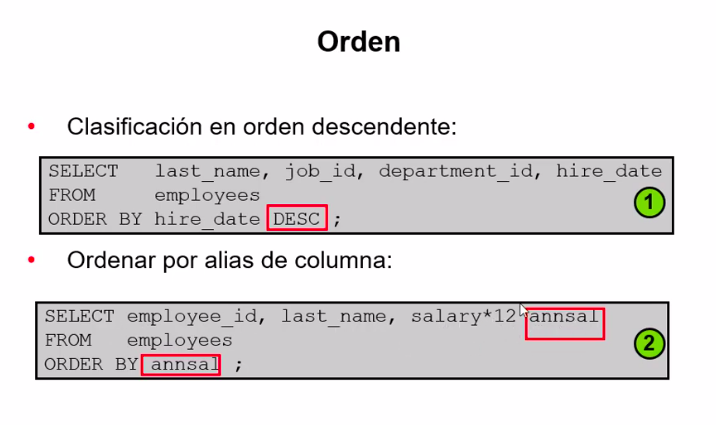 Orden
• Clasificación en orden descendente:
SELECT last_name, job_id, department_id, hire_date
FROM employees
ORDER BY hire_date DESC ;
1
• Ordenar por alias de columna:
SELECT employee_id, last_name, salary*12 annsal
FROM employees
ORDER BY annsal ;
2